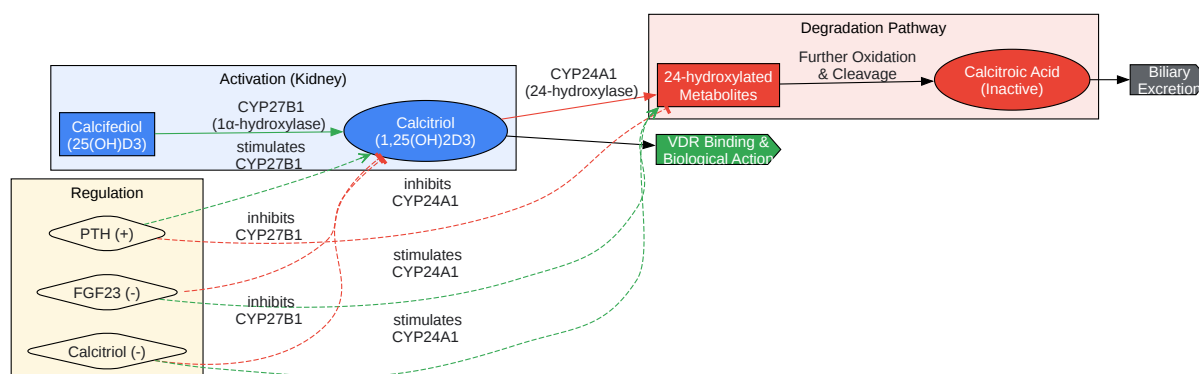 Degradation Pathway
Activation (Kidney)
CYP27B1
(1α-hydroxylase)
Calcifediol
(25(OH)D3)
Calcitriol
(1,25(OH)2D3)
CYP24A1
(24-hydroxylase)
24-hydroxylated
Metabolites
Further Oxidation
& Cleavage
Calcitroic Acid
(Inactive)
Biliary
Excretion
VDR Binding &
Biological Action
stimulates
CYP27B1
Regulation
PTH (+)
inhibits
CYP24A1
inhibits
CYP27B1
FGF23 (-)
stimulates
CYP24A1
inhibits
CYP27B1
Calcitriol (-)
stimulates
CYP24A1